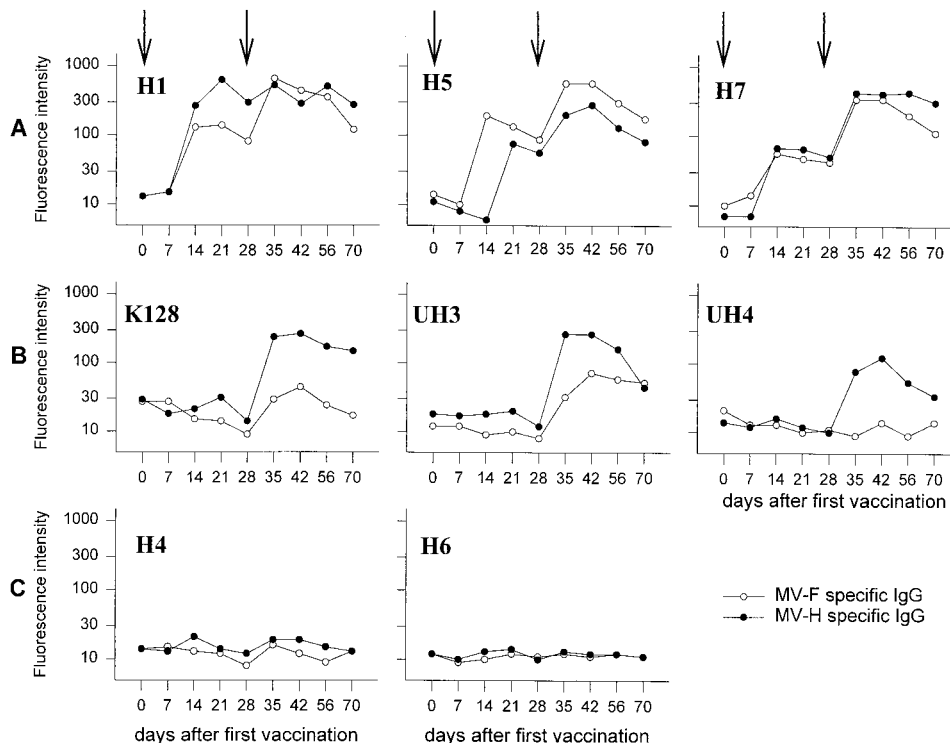 H1
H5
H7
A
Fluorescence intensity
1000
300
100
30
10
0 7 14 21 28 35 42 56 70
0 7 14 21 28 35 42 56 70
0 7 14 21 28 35 42 56 70
K128
UH3
UH4
B
Fluorescence intensity
1000
300
100
30
10
0 7 14 21 28 35 42 56 70
0 7 14 21 28 35 42 56 70
0 7 14 21 28 35 42 56 70
days after first vaccination
H4
H6
C
Fluorescence intensity
1000
300
100
30
10
0 7 14 21 28 35 42 56 70
0 7 14 21 28 35 42 56 70
days after first vaccination
days after first vaccination
MV-F specific IgG
MV-H specific IgG